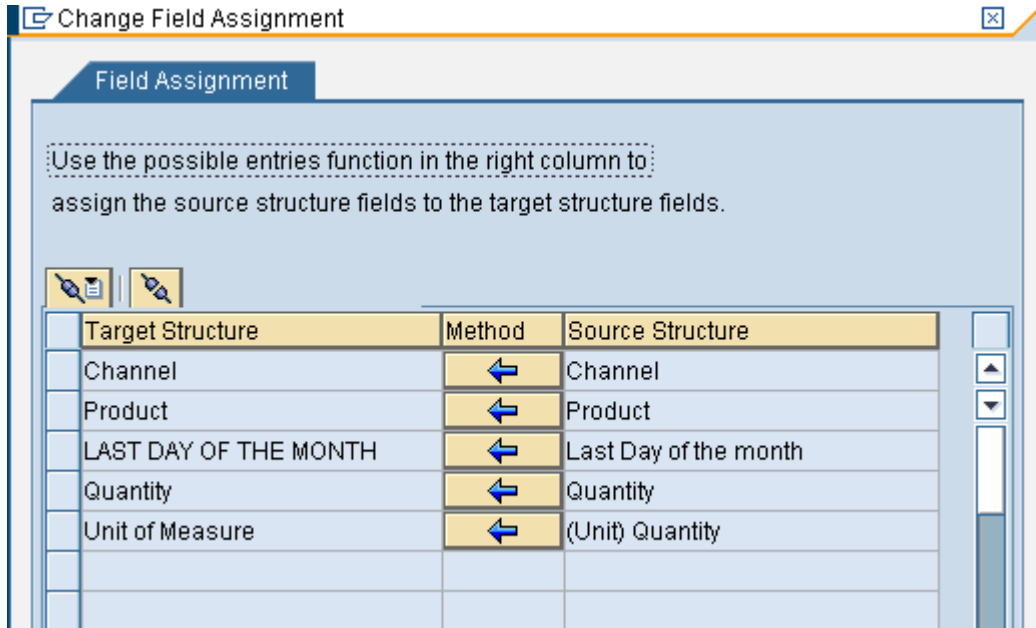 Change Field Assignment
Field Assignment
Use the possible entries function in the right column to
assign the source structure fields to the target structure fields.
Target Structure Method Source Structure
Channel Channel
Product Product
LAST DAY OF THE MONTH Last Day of the month
Quantity Quantity
Unit of Measure (Unit) Quantity